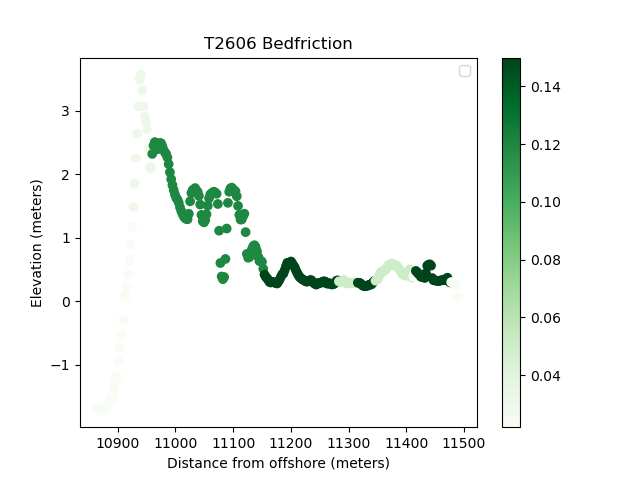 T2606 Bedfriction
Elevation (meters)
3
2
1
0
−1
10900 11000 11100 11200 11300 11400 11500
Distance from offshore (meters)
0.14
0.12
0.10
0.08
0.06
0.04